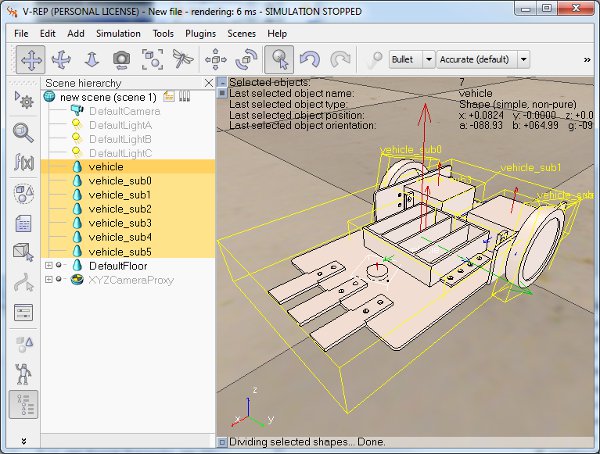 V-REP (PERSONAL LICENSE) - New file - rendering: 6 ms - SIMULATION STOPPED
File Edit Add Simulation Tools Plugins Scenes Help
Bullet Accurate (default) »
Scene hierarchy
new scene (scene 1)
DefaultCamera
DefaultLightA
DefaultLightB
DefaultLightC
vehicle
vehicle_sub0
vehicle_sub1
vehicle_sub2
vehicle_sub3
vehicle_sub4
vehicle_sub5
DefaultFloor
XYZCameraProxy
f(x)
Selected objects: 7
Last selected object name: vehicle
Last selected object type: Shape (simple, non-pure)
Last selected object position: x: +0.0824 y: -0.0000 z: +0.0
Last selected object orientation: a: -088.93 b: +064.99 g: -09
vehicle_sub0
vehicle_sub1
z
x
y
Dividing selected shapes... Done.